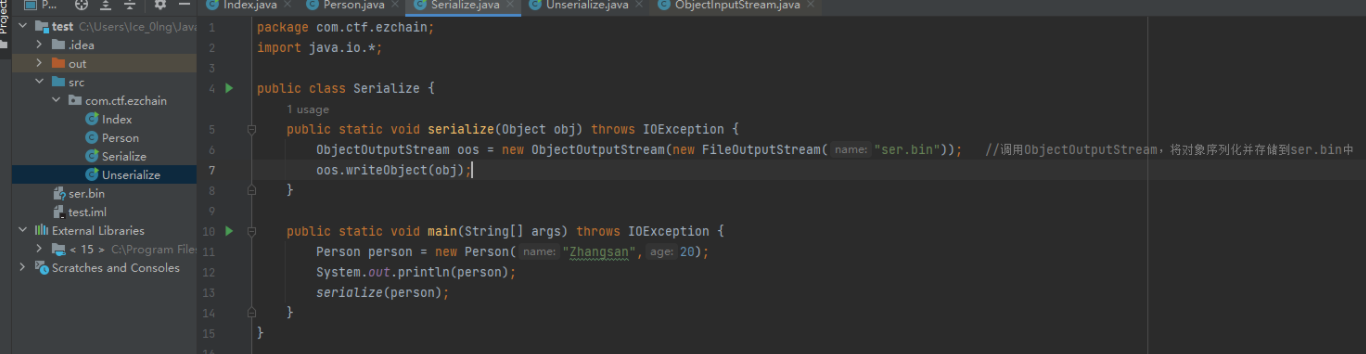 P...
Index.java
Person.java
Serialize.java
Unserialize.java
ObjectInputStream.java
Project
test C:\Users\Ice_0lng\Java
.idea
out
src
com.ctf.ezchain
Index
Person
Serialize
Unserialize
ser.bin
test.iml
External Libraries
< 15 > C:\Program Files
Scratches and Consoles
1 package com.ctf.ezchain;
2 import java.io.*;
3
4 public class Serialize {
1 usage
5 public static void serialize(Object obj) throws IOException {
6 ObjectOutputStream oos = new ObjectOutputStream(new FileOutputStream( name: "ser.bin")); //调用ObjectOutputStream，将对象序列化并存储到ser.bin中
7 oos.writeObject(obj);
8 }
9
10 public static void main(String[] args) throws IOException {
11 Person person = new Person( name: "Zhangsan", age: 20);
12 System.out.println(person);
13 serialize(person);
14 }
15 }